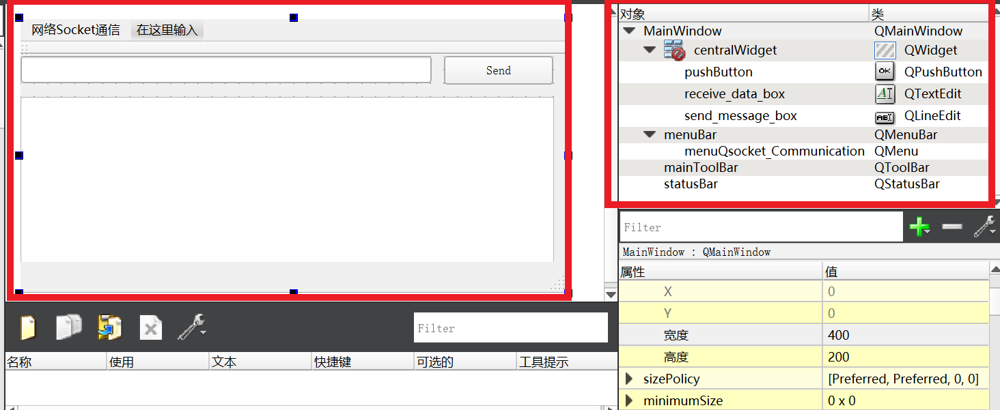 网络Socket通信 在这里输入
Send
对象 类
MainWindow QMainWindow
centralWidget QWidget
pushButton OK QPushButton
receive_data_box AI QTextEdit
send_message_box ABI QLineEdit
menuBar QMenuBar
menuQsocket_Communication QMenu
mainToolBar QToolBar
statusBar QStatusBar
Filter
MainWindow : QMainWindow
属性 值
X 0
Y 0
宽度 400
高度 200
sizePolicy [Preferred, Preferred, 0, 0]
minimumSize 0 x 0
Filter
名称 使用 文本 快捷键 可选的 工具提示